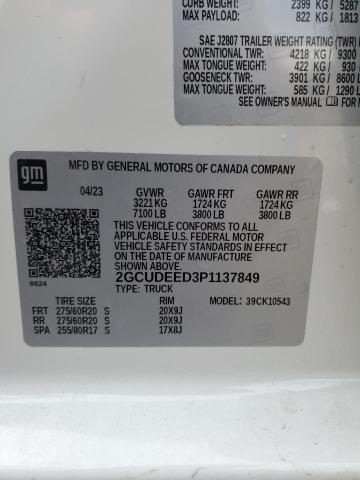 CURB WEIGHT: 2399 KG / 5287
MAX PAYLOAD: 822 KG / 1813
SAE J2807 TRAILER WEIGHT RATING (TWR)
CONVENTIONAL TWR: 4218 KG / 9300
MAX TONGUE WEIGHT: 422 KG / 930
GOOSENECK TWR: 3901 KG / 8600
MAX TONGUE WEIGHT: 585 KG / 1290 L
SEE OWNER'S MANUAL FOR
gm
MFD BY GENERAL MOTORS OF CANADA COMPANY
04/23 GVWR GAWR FRT GAWR RR
3221 KG 1724 KG 1724 KG
7100 LB 3800 LB 3800 LB
THIS VEHICLE CONFORMS TO ALL APPLICABLE
U.S. FEDERAL MOTOR VEHICLE SAFETY AND
THEFT PREVENTION STANDARDS IN EFFECT ON
THE DATE OF MANUFACTURE SHOWN ABOVE.
2GCUDEED3P1137849
8624 TYPE: TRUCK
MODEL: 39CK10543
TIRE SIZE RIM
FRT 275/60R20 S 20X9J
RR 275/60R20 S 20X9J
SPA 255/80R17 S 17X8J